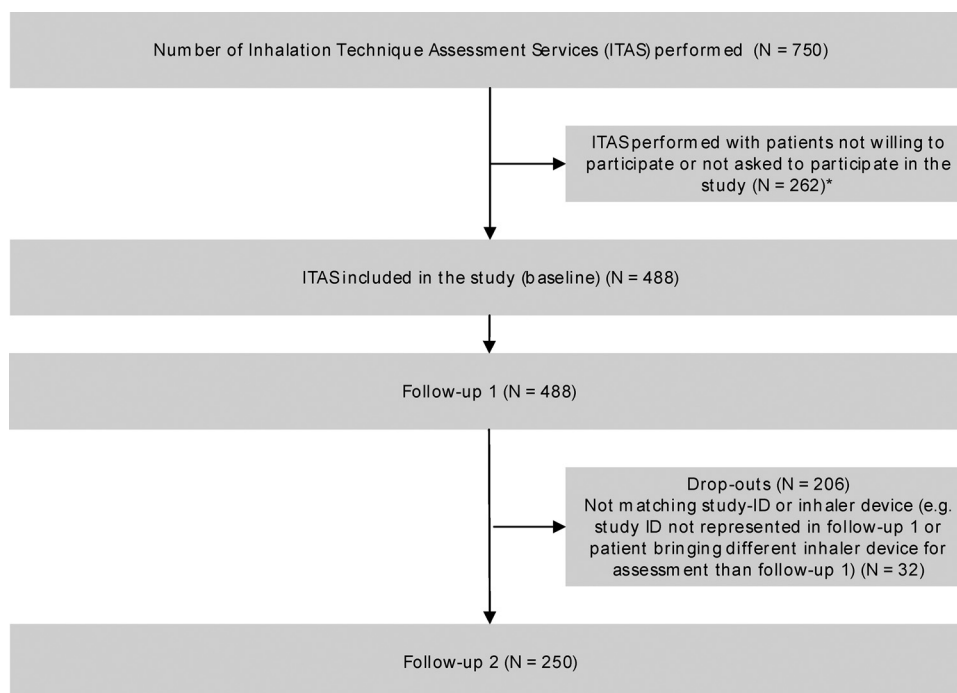 Number of Inhalation Technique Assessment Services (ITAS) performed (N = 750)
ITAS performed with patients not willing to
participate or not asked to participate in the
study (N = 262)*
ITAS included in the study (baseline) (N = 488)
Follow-up 1 (N = 488)
Drop-outs (N = 206)
Not matching study-ID or inhaler device (e.g.
study ID not represented in follow-up 1 or
patient bringing different inhaler device for
assessment than follow-up 1) (N = 32)
Follow-up 2 (N = 250)